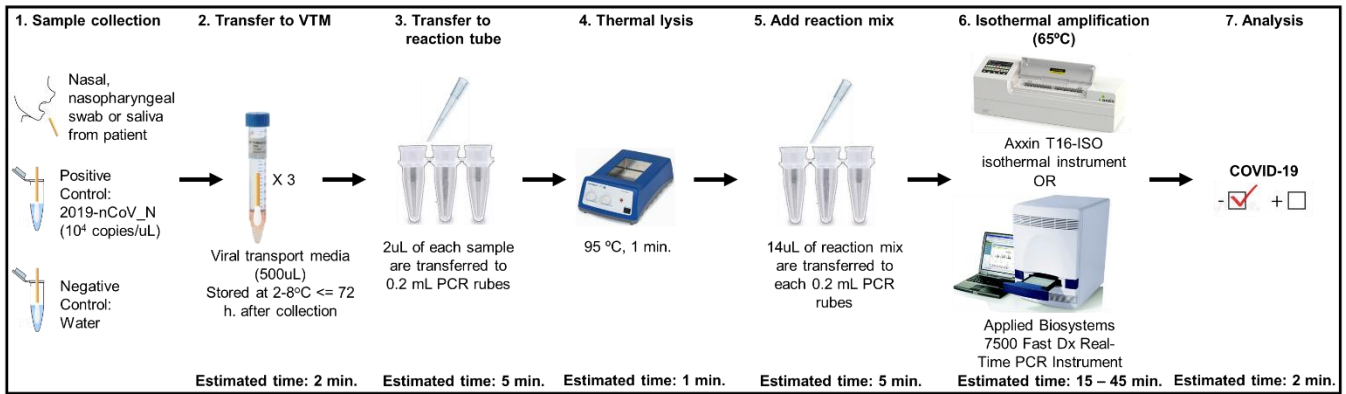 1. Sample collection
Nasal,
nasopharyngeal
swab or saliva
from patient
Positive
Control:
2019-nCoV_N
(10⁴ copies/uL)
Negative
Control:
Water
2. Transfer to VTM
X 3
Viral transport media
(500uL)
Stored at 2-8ºC <= 72
h. after collection
Estimated time: 2 min.
3. Transfer to
reaction tube
2uL of each sample
are transferred to
0.2 mL PCR rubes
Estimated time: 5 min.
4. Thermal lysis
95 ºC, 1 min.
Estimated time: 1 min.
5. Add reaction mix
14uL of reaction mix
are transferred to
each 0.2 mL PCR
rubes
Estimated time: 5 min.
6. Isothermal amplification
(65ºC)
Axxin T16-ISO
isothermal instrument
OR
Applied Biosystems
7500 Fast Dx Real-
Time PCR Instrument
Estimated time: 15 – 45 min.
7. Analysis
COVID-19
- +
Estimated time: 2 min.